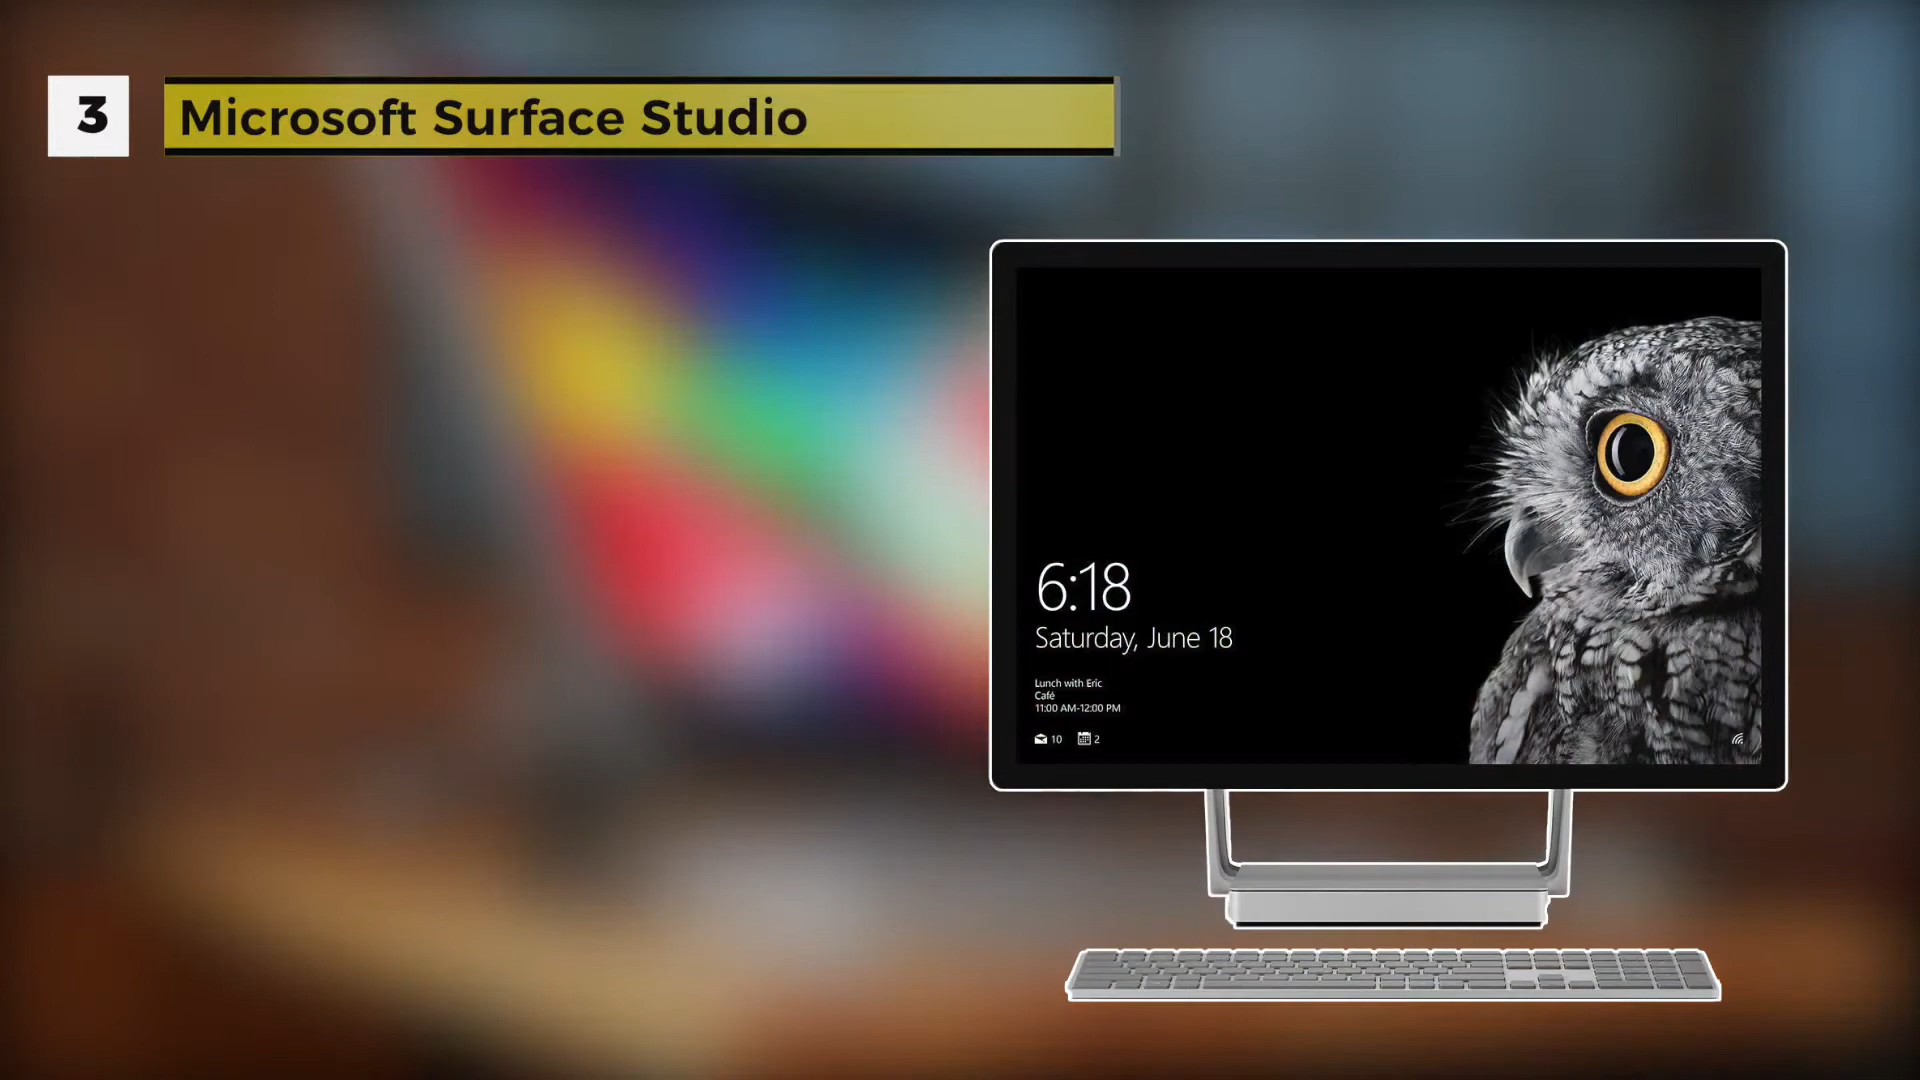 3
Microsoft Surface Studio
6:18
Saturday, June 18
Lunch with Eric
Café
11:00 AM-12:00 PM
10 2